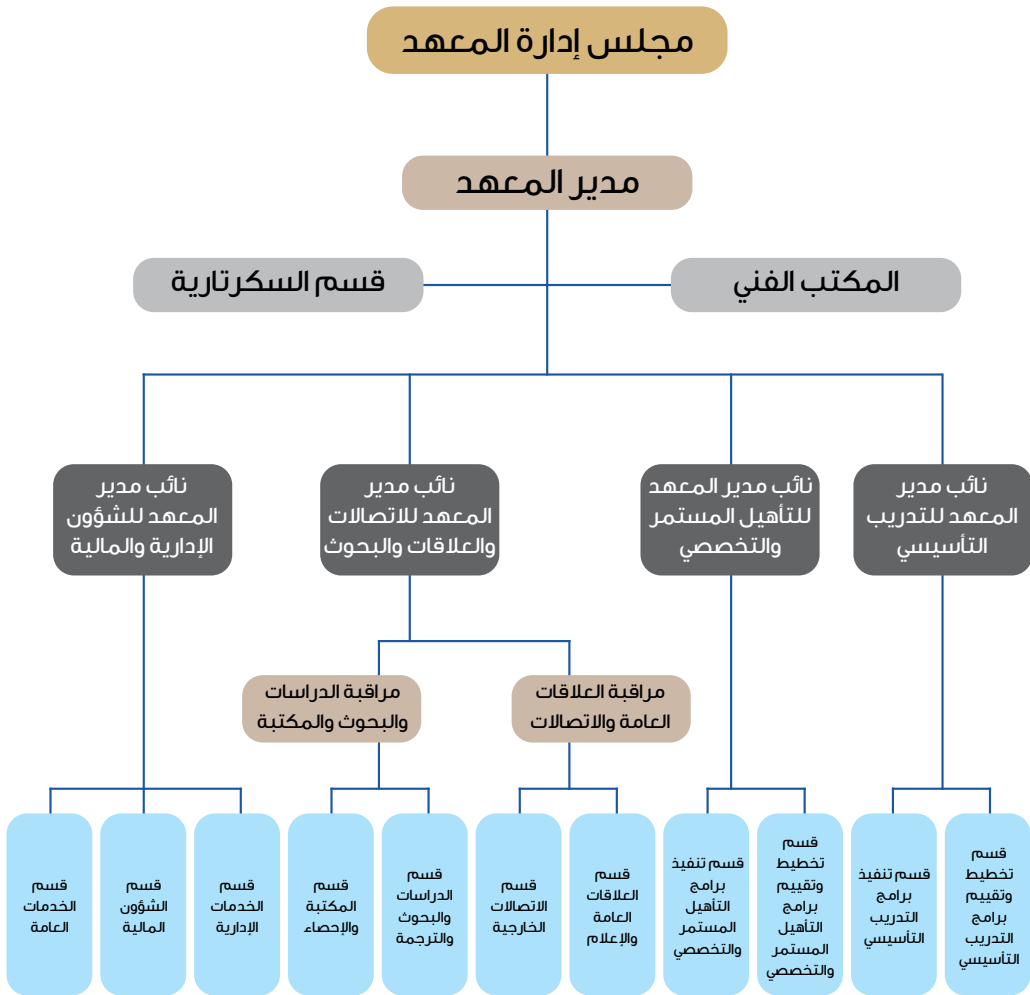 مجلس إدارة المعهد
مدير المعهد
المكتب الفني
قسم السكرتارية
نائب مدير
المعهد للتدريب
التأسيسي
نائب مدير المعهد
للتأهيل المستمر
والتخصصي
نائب مدير
المعهد للاتصالات
والعلاقات والبحوث
نائب مدير
المعهد للشؤون
الإدارية والمالية
مراقبة العلاقات
العامة والاتصالات
مراقبة الدراسات
والبحوث والمكتبة
قسم
تخطيط
وتقييم
برامج
التدريب
التأسيسي
قسم تنفيذ
برامج
التدريب
التأسيسي
قسم
تخطيط
وتقييم
برامج
التأهيل
المستمر
والتخصصي
قسم تنفيذ
برامج
التأهيل
المستمر
والتخصصي
قسم
العلاقات
العامة
والإعلام
قسم
الاتصالات
الخارجية
قسم
الدراسات
والبحوث
والترجمة
قسم
المكتبة
والإحصاء
قسم
الخدمات
الإدارية
قسم
الشؤون
المالية
قسم
الخدمات
العامة